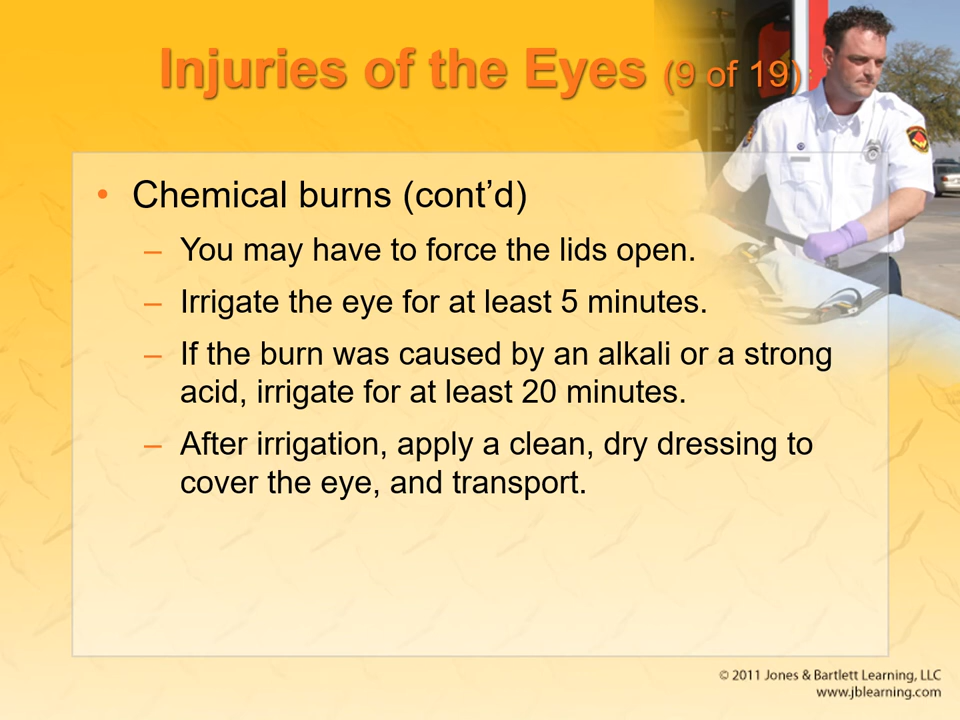 Injuries of the Eyes (9 of 19)
• Chemical burns (cont’d)
– You may have to force the lids open.
– Irrigate the eye for at least 5 minutes.
– If the burn was caused by an alkali or a strong
acid, irrigate for at least 20 minutes.
– After irrigation, apply a clean, dry dressing to
cover the eye, and transport.
© 2011 Jones & Bartlett Learning, LLC
www.jblearning.com